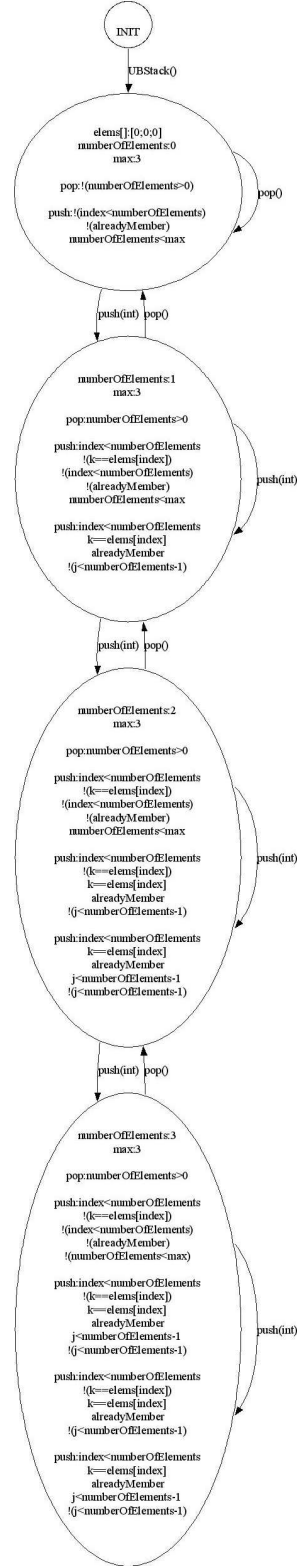 INIT
UBStack()
elems[]:[0;0;0]
numberOfElements:0
max:3
pop:!(numberOfElements>0)
push:!(index<numberOfElements)
!(alreadyMember)
numberOfElements<max
pop()
push(int) pop()
numberOfElements:1
max:3
pop:numberOfElements>0
push:index<numberOfElements
!(k==elems[index])
!(index<numberOfElements)
!(alreadyMember)
numberOfElements<max
push:index<numberOfElements
k==elems[index]
alreadyMember
!(j<numberOfElements-1)
push(int)
push(int) pop()
numberOfElements:2
max:3
pop:numberOfElements>0
push:index<numberOfElements
!(k==elems[index])
!(index<numberOfElements)
!(alreadyMember)
numberOfElements<max
push:index<numberOfElements
!(k==elems[index])
k==elems[index]
alreadyMember
!(j<numberOfElements-1)
push:index<numberOfElements
k==elems[index]
alreadyMember
j<numberOfElements-1
!(j<numberOfElements-1)
push(int)
push(int) pop()
numberOfElements:3
max:3
pop:numberOfElements>0
push:index<numberOfElements
!(k==elems[index])
!(index<numberOfElements)
!(alreadyMember)
!(numberOfElements<max)
push:index<numberOfElements
!(k==elems[index])
k==elems[index]
alreadyMember
j<numberOfElements-1
!(j<numberOfElements-1)
push:index<numberOfElements
!(k==elems[index])
k==elems[index]
alreadyMember
!(j<numberOfElements-1)
push:index<numberOfElements
k==elems[index]
alreadyMember
j<numberOfElements-1
!(j<numberOfElements-1)
push(int)